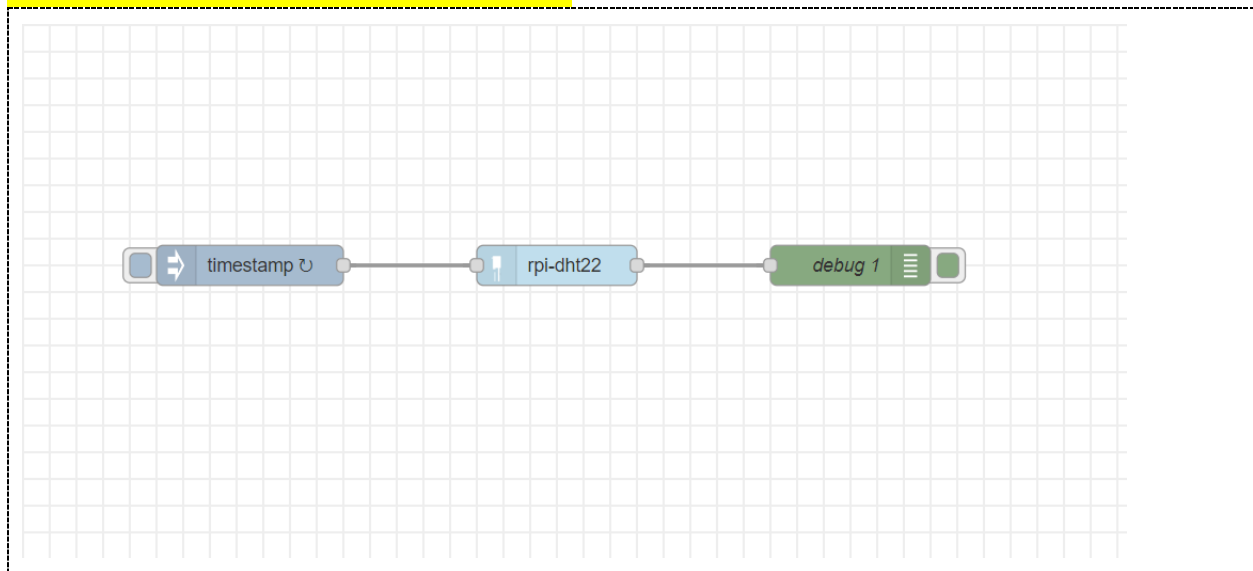 timestamp ↻
rpi-dht22
debug 1